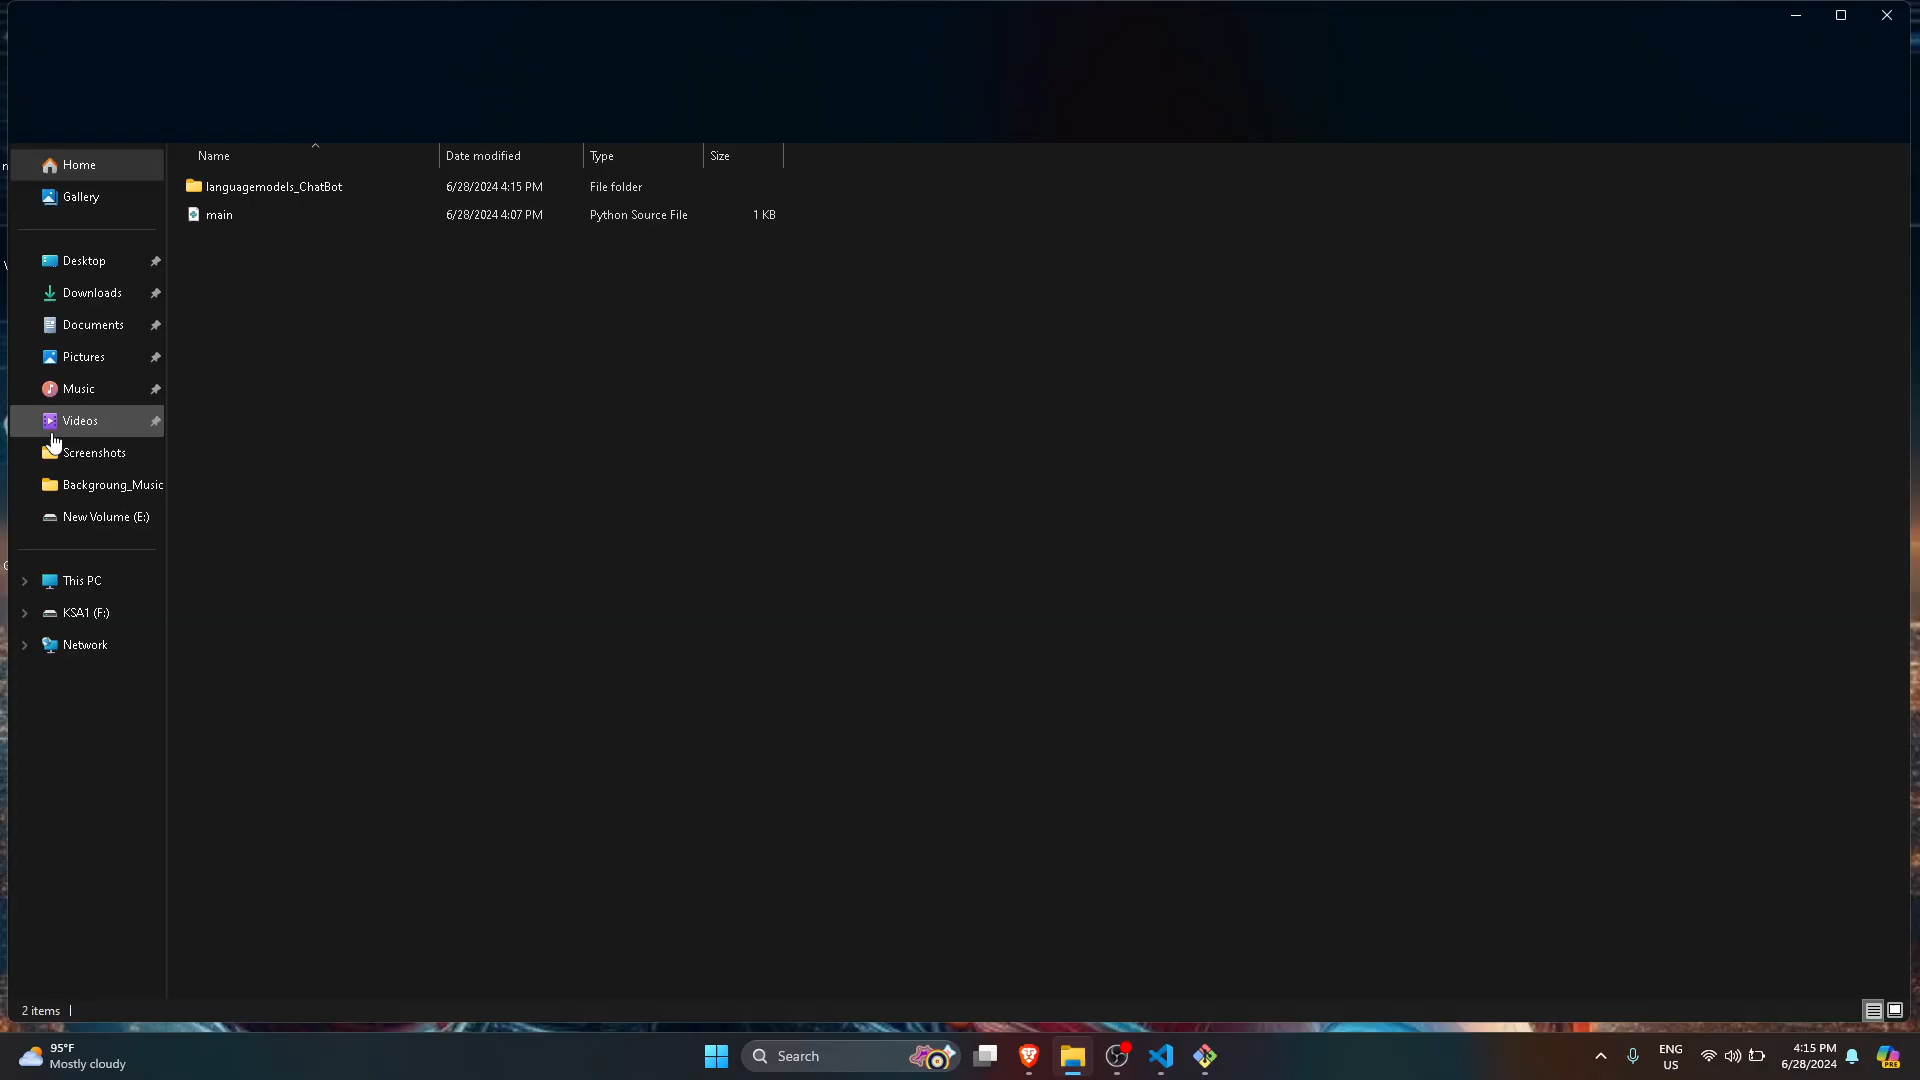 Name Date modified Type Size
languagemodels_ChatBot 6/28/2024 4:15 PM File folder
main 6/28/2024 4:07 PM Python Source File 1 KB
Home
Gallery
Desktop
Downloads
Documents
Pictures
Music
Videos
Screenshots
Backgroung_Music
New Volume (E:)
This PC
KSA1 (F:)
Network
2 items
95°F
Mostly cloudy
Search
ENG
US
4:15 PM
6/28/2024
PRE